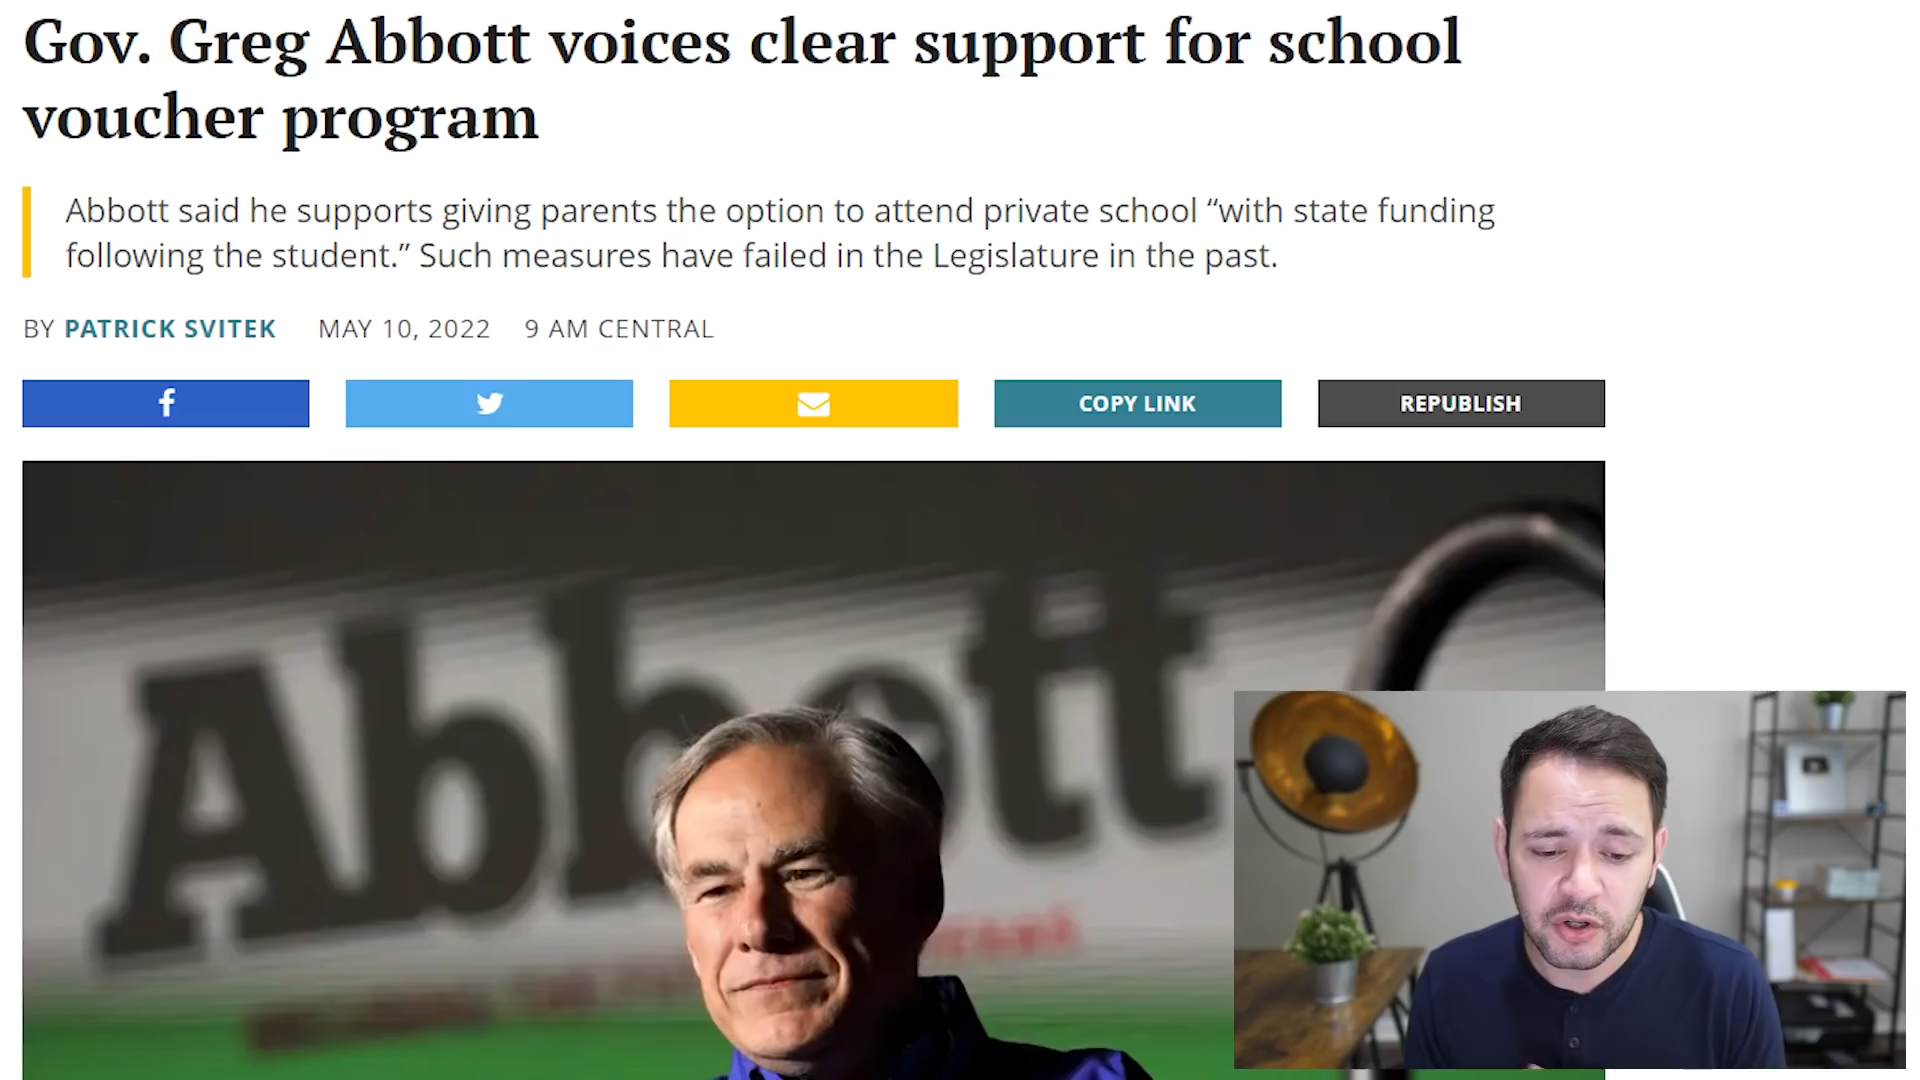 Gov. Greg Abbott voices clear support for school
voucher program
Abbott said he supports giving parents the option to attend private school “with state funding
following the student.” Such measures have failed in the Legislature in the past.
BY PATRICK SVITEK MAY 10, 2022 9 AM CENTRAL
COPY LINK
REPUBLISH
Abbott